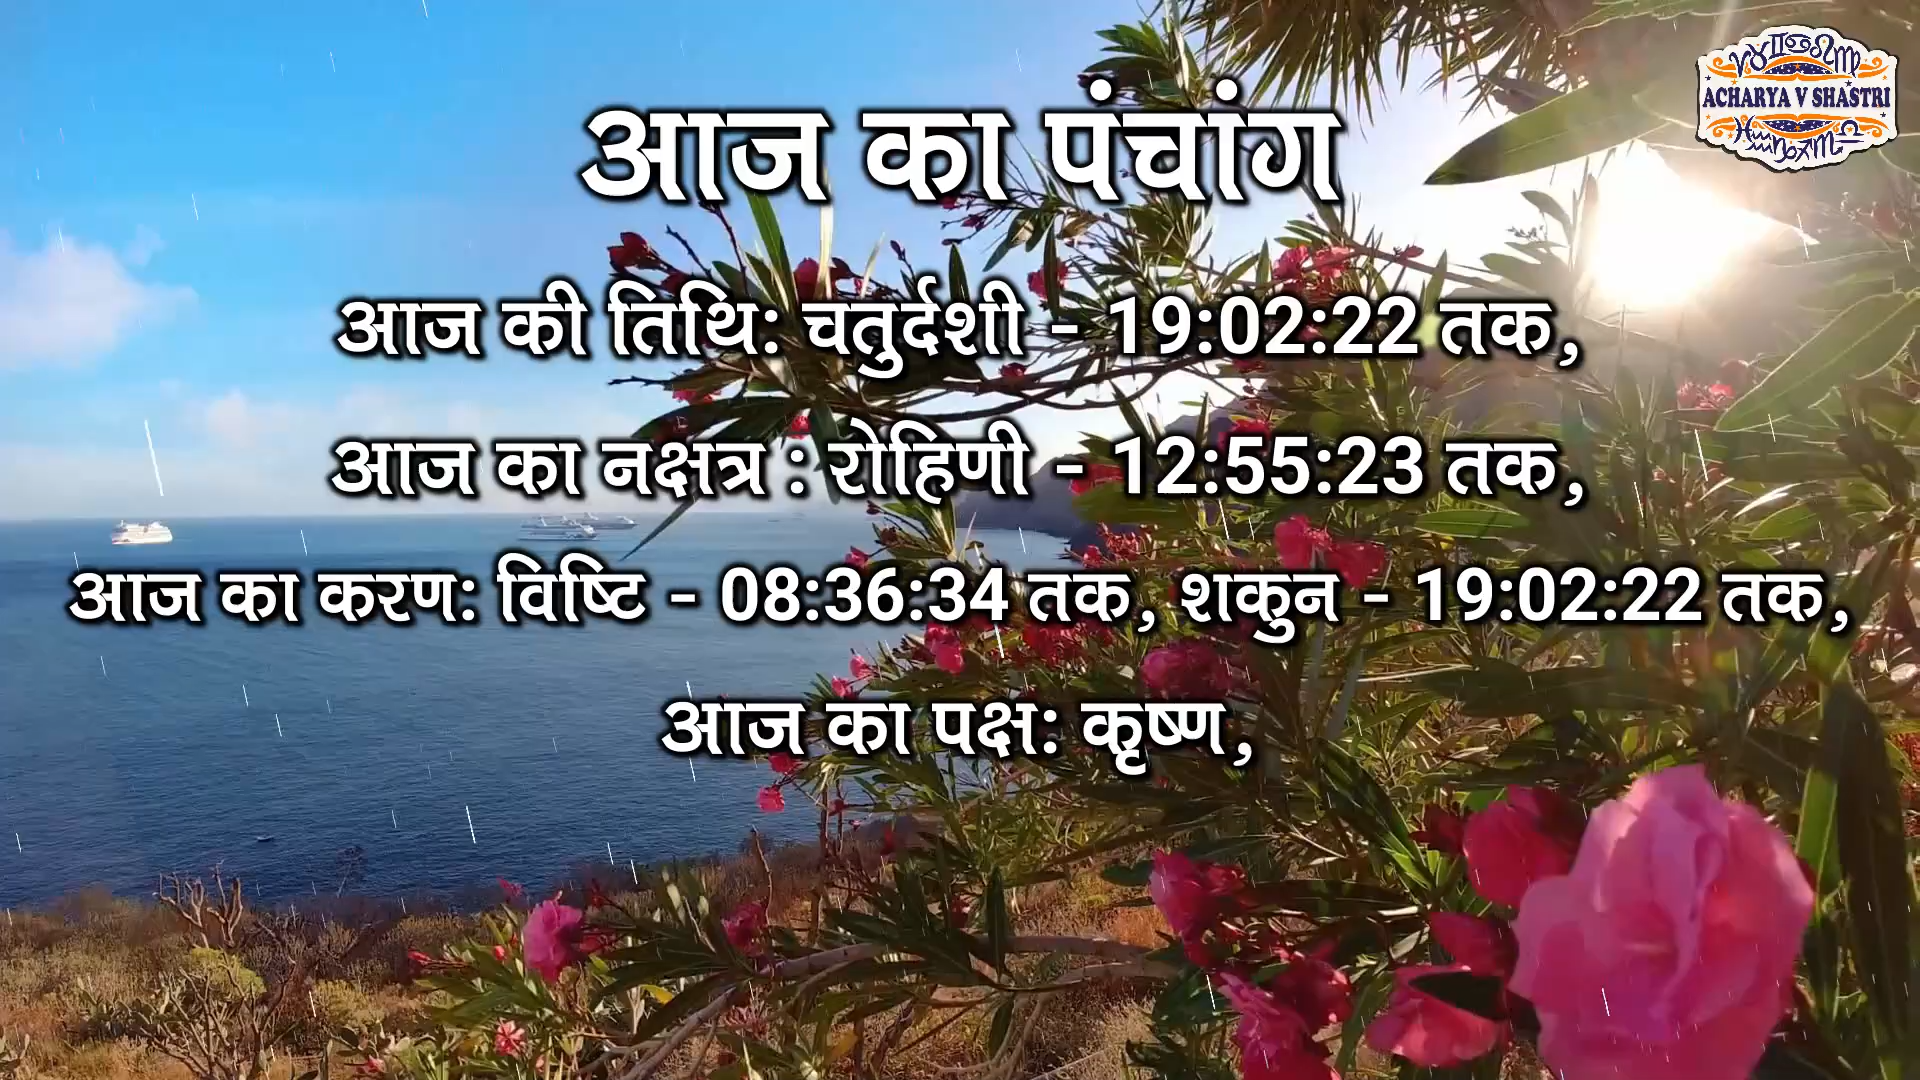 ACHARYA V SHASTRI
आज का पंचांग
आज की तिथि: चतुर्दशी - 19:02:22 तक,
आज का नक्षत्र : रोहिणी - 12:55:23 तक,
आज का करण: विष्टि - 08:36:34 तक, शकुन - 19:02:22 तक,
आज का पक्ष: कृष्ण,